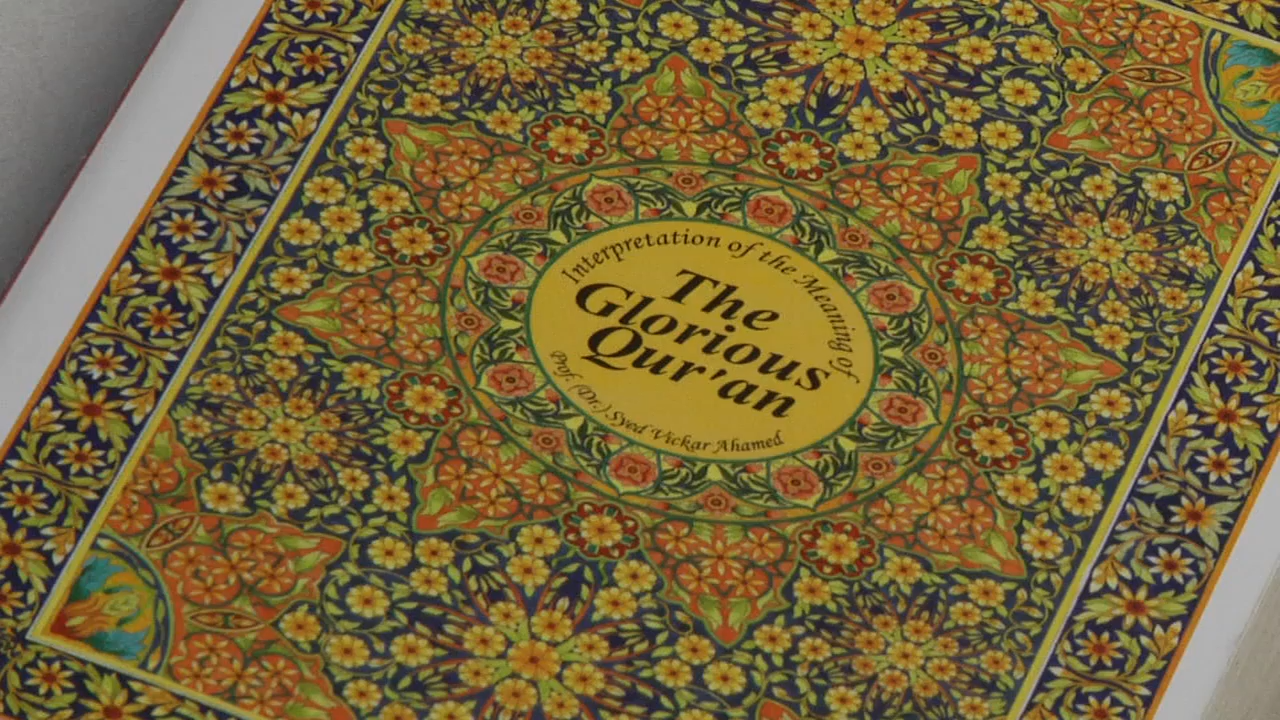 Interpretation of the Meaning of
The
Glorious
Qur'an
Prof. (Dr.) Syed Vickar Ahamed